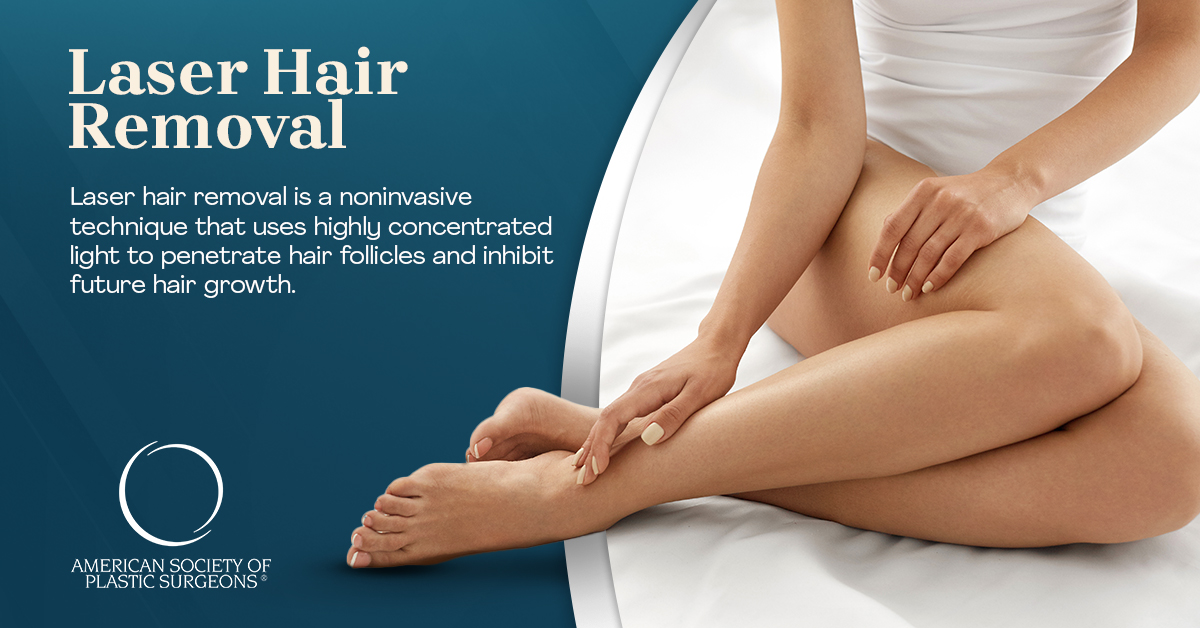 Laser Hair
Removal
Laser hair removal is a noninvasive
technique that uses highly concentrated
light to penetrate hair follicles and inhibit
future hair growth.
AMERICAN SOCIETY OF
PLASTIC SURGEONS®